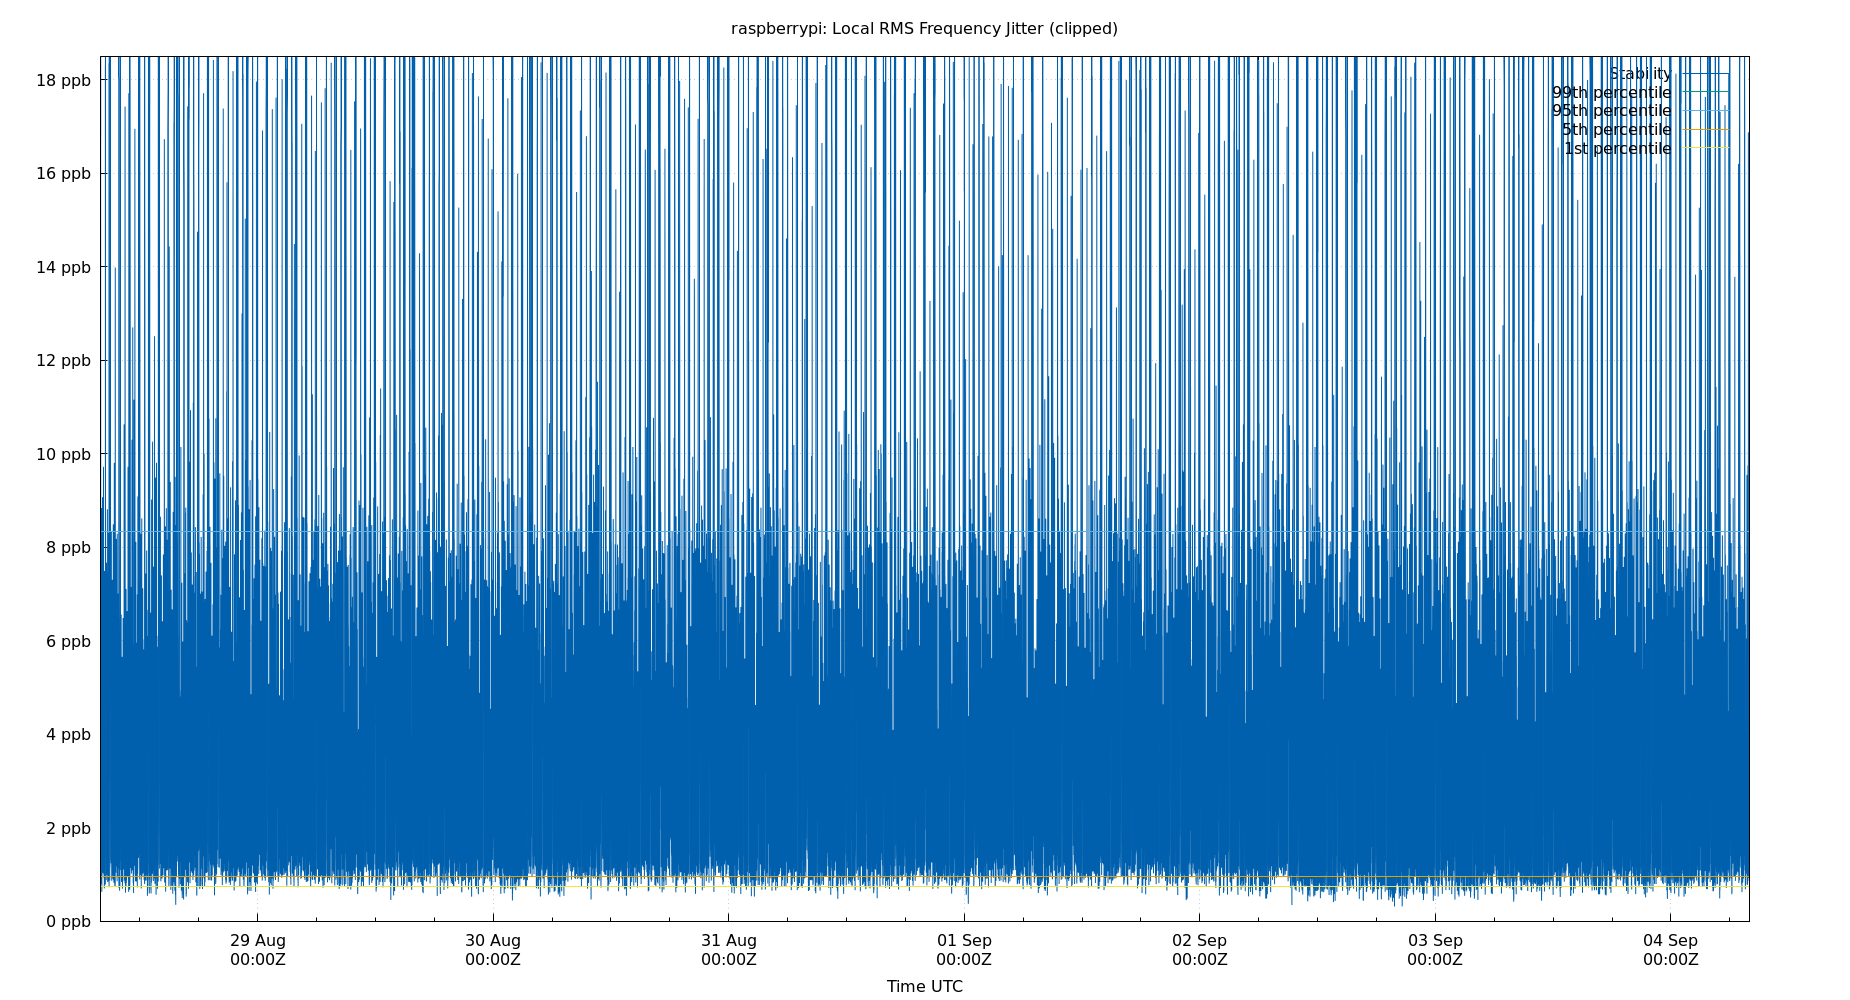 raspberrypi: Local RMS Frequency Jitter (clipped)
18 ppb
16 ppb
14 ppb
12 ppb
10 ppb
8 ppb
6 ppb
4 ppb
2 ppb
0 ppb
Stability
99th percentile
95th percentile
5th percentile
1st percentile
29 Aug 30 Aug 31 Aug 01 Sep 02 Sep 03 Sep 04 Sep
00:00Z 00:00Z 00:00Z 00:00Z 00:00Z 00:00Z 00:00Z
Time UTC